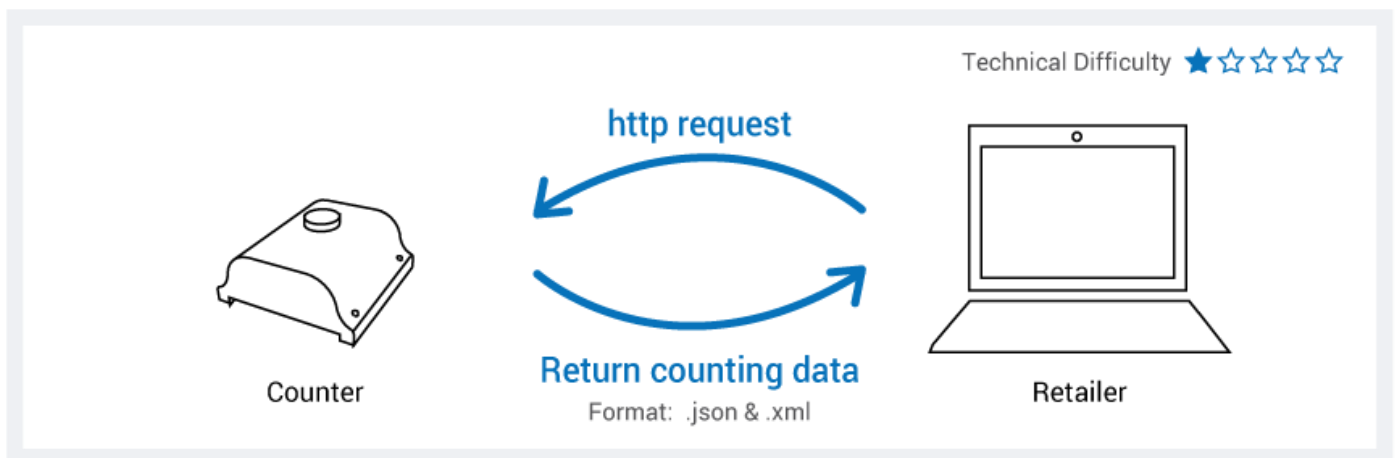 Technical Difficulty
http request
Return counting data
Format: .json & .xml
Counter
Retailer